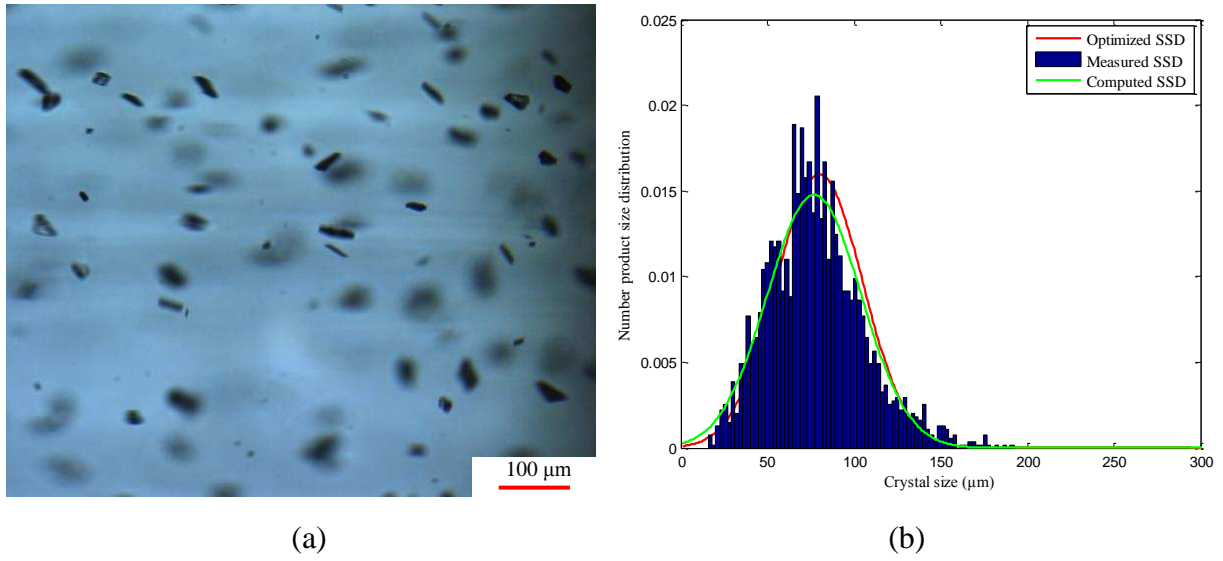 100 µm
(a)
Optimized SSD
Measured SSD
Computed SSD
Number product size distribution
0.025
0.02
0.015
0.01
0.005
0
0 50 100 150 200 250 300
Crystal size (µm)
(b)